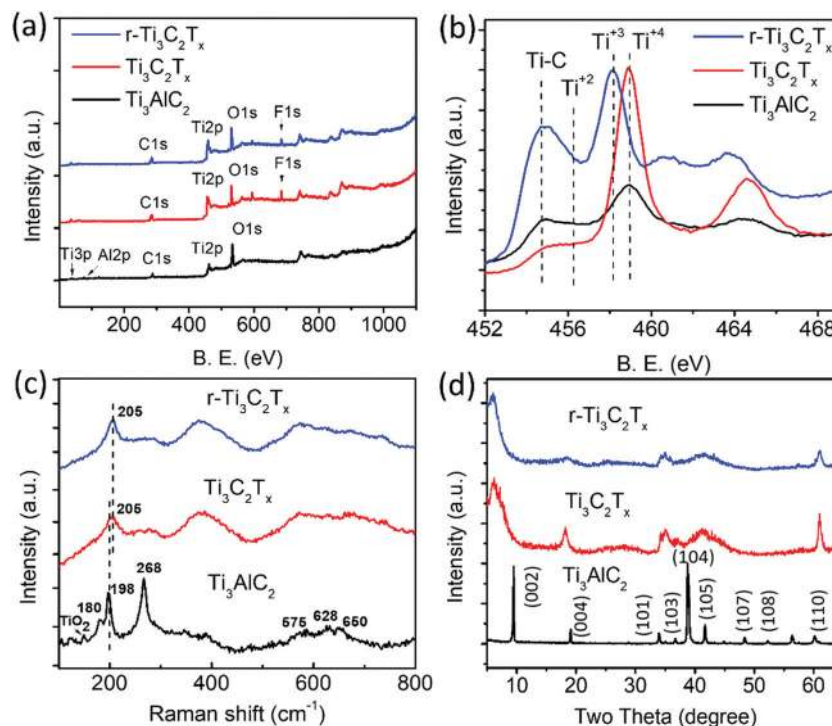 (a)
r-Ti₃C₂Tₓ
Ti₃C₂Tₓ
Ti₃AlC₂
C1s
Ti2p
O1s
F1s
C1s
Ti2p
O1s
F1s
Ti3p
Al2p
C1s
Ti2p
O1s
Intensity (a.u.)
200 400 600 800 1000
B. E. (eV)
(b)
r-Ti₃C₂Tₓ
Ti₃C₂Tₓ
Ti₃AlC₂
Ti-C
Ti⁺²
Ti⁺³
Ti⁺⁴
Intensity (a.u.)
452 456 460 464 468
B. E. (eV)
(c)
r-Ti₃C₂Tₓ
205
Ti₃C₂Tₓ
205
Ti₃AlC₂
TiO₂
180
198
268
575
628
650
Intensity (a.u.)
200 400 600 800
Raman shift (cm⁻¹)
(d)
r-Ti₃C₂Tₓ
Ti₃C₂Tₓ
Ti₃AlC₂
(002)
(004)
(101)
(103)
(104)
(105)
(107)
(108)
(110)
Intensity (a.u.)
10 20 30 40 50 60
Two Theta (degree)